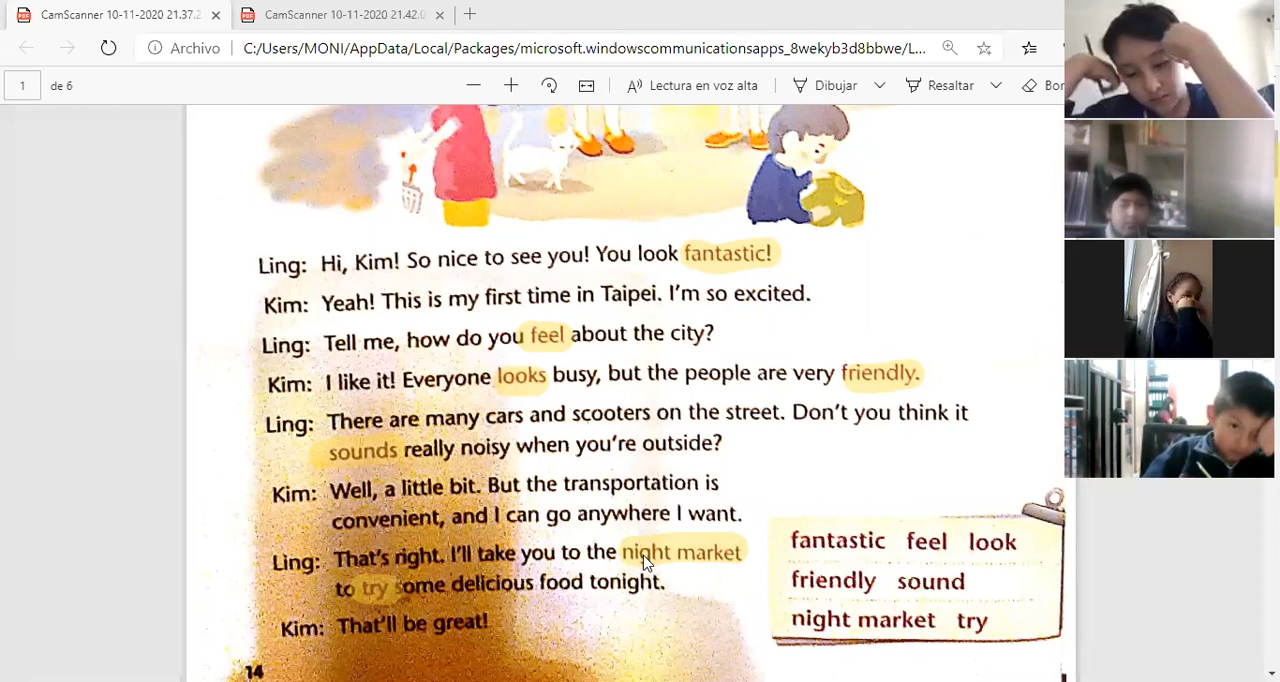 CamScanner 10-11-2020 21.37.2
CamScanner 10-11-2020 21.42.0
Archivo
C:/Users/MONI/AppData/Local/Packages/microsoft.windowscommunicationsapps_8wekyb3d8bbwe/L...
1
de 6
Lectura en voz alta
Dibujar
Resaltar
Bor
Ling: Hi, Kim! So nice to see you! You look fantastic!
Kim: Yeah! This is my first time in Taipei. I'm so excited.
Ling: Tell me, how do you feel about the city?
Kim: I like it! Everyone looks busy, but the people are very friendly.
Ling: There are many cars and scooters on the street. Don't you think it
sounds really noisy when you're outside?
Kim: Well, a little bit. But the transportation is
convenient, and I can go anywhere I want.
Ling: That's right. I'll take you to the night market
to try some delicious food tonight.
Kim: That'll be great!
fantastic feel look
friendly sound
night market try
14